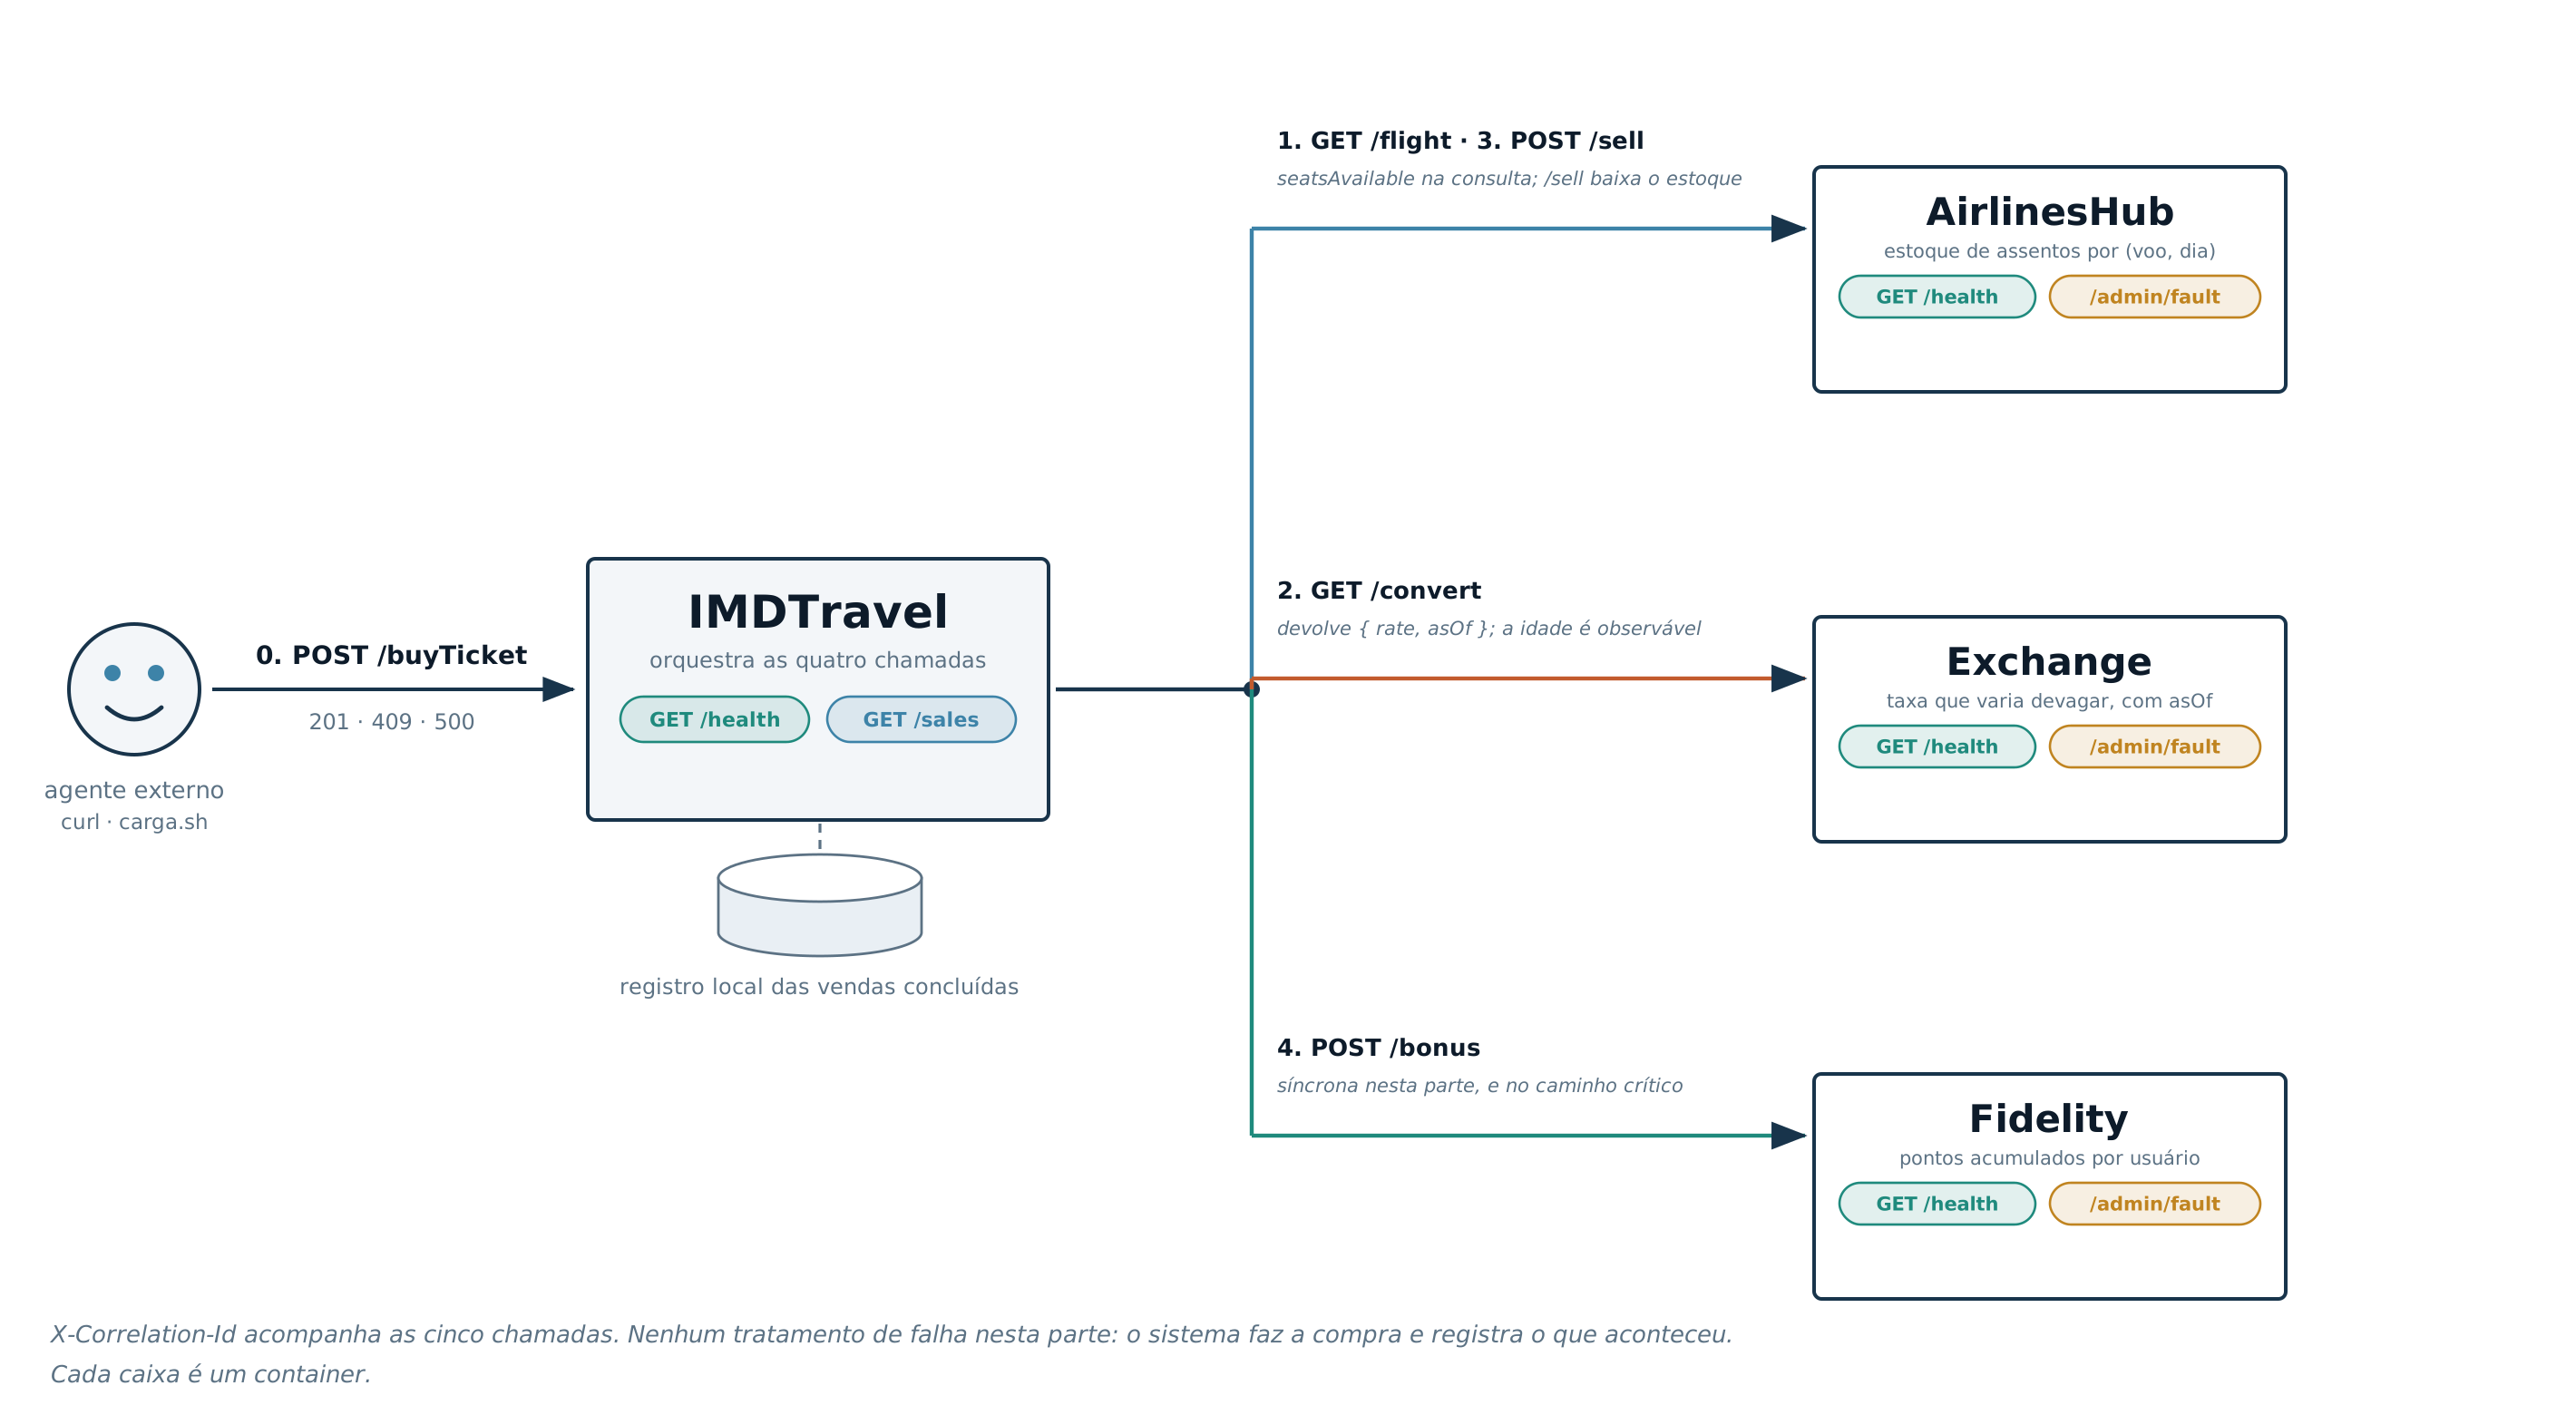 1. GET /flight · 3. POST /sell
seatsAvailable na consulta; /sell baixa o estoque
AirlinesHub
estoque de assentos por (voo, dia)
GET /health
/admin/fault
0. POST /buyTicket
201 · 409 · 500
agente externo
curl · carga.sh
IMDTravel
orquestra as quatro chamadas
GET /health
GET /sales
registro local das vendas concluídas
2. GET /convert
devolve { rate, asOf }; a idade é observável
Exchange
taxa que varia devagar, com asOf
GET /health
/admin/fault
4. POST /bonus
síncrona nesta parte, e no caminho crítico
Fidelity
pontos acumulados por usuário
GET /health
/admin/fault
X-Correlation-Id acompanha as cinco chamadas. Nenhum tratamento de falha nesta parte: o sistema faz a compra e registra o que aconteceu.
Cada caixa é um container.